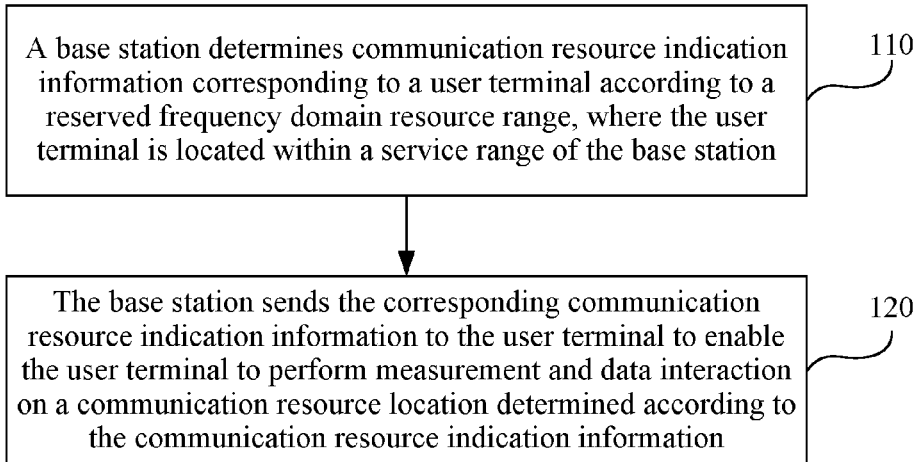 A base station determines communication resource indication
information corresponding to a user terminal according to a
reserved frequency domain resource range, where the user
terminal is located within a service range of the base station
110
The base station sends the corresponding communication
resource indication information to the user terminal to enable
the user terminal to perform measurement and data interaction
on a communication resource location determined according to
the communication resource indication information
120